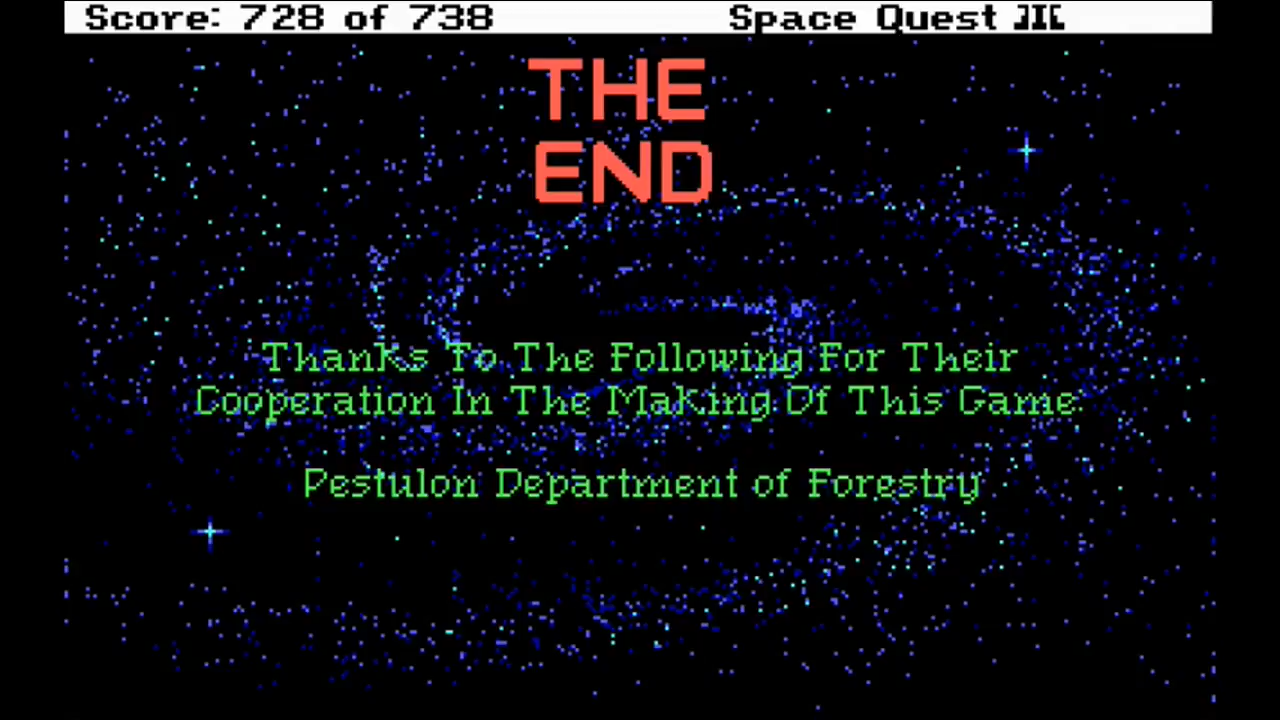 Score: 728 of 738 Space Quest III
THE
END
Thanks To The Following For Their
Cooperation In The Making Of This Game:
Pestulon Department of Forestry